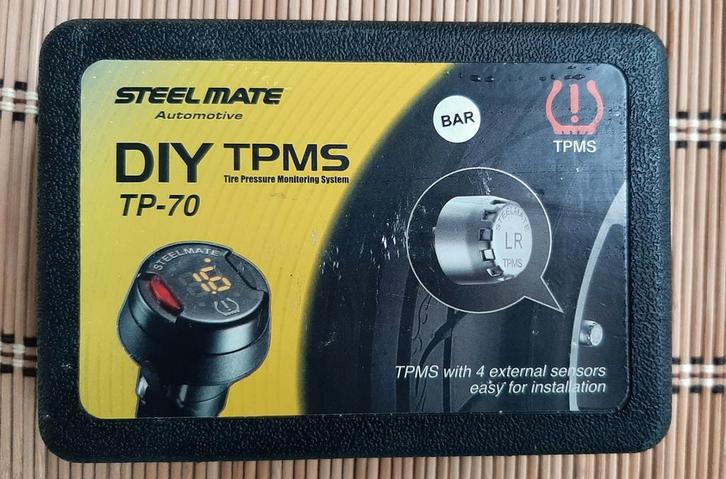 STEEL MATE
Automotive
DIY TPMS
Tire Pressure Monitoring System
TP-70
BAR
TPMS
STEELMATE
LR
TPMS
STEELMATE
TPMS with 4 external sensors
easy for installation